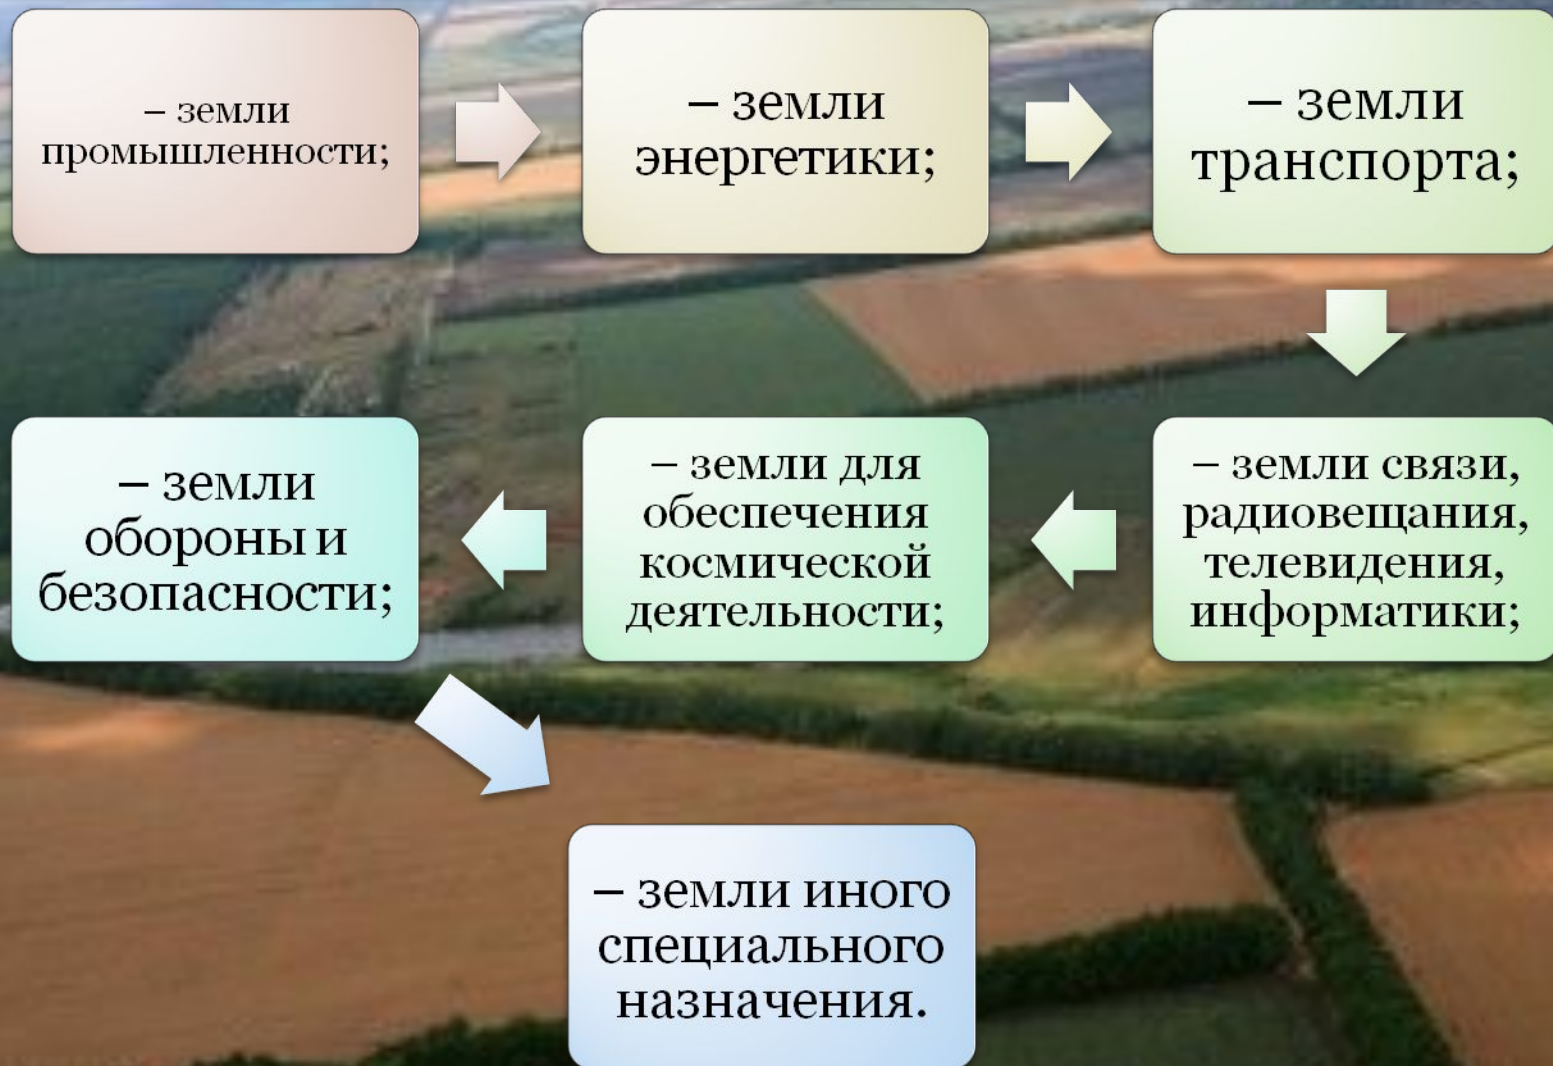 – земли
промышленности;
– земли
энергетики;
– земли
транспорта;
– земли связи,
радиовещания,
телевидения,
информатики;
– земли для
обеспечения
космической
деятельности;
– земли
обороны и
безопасности;
– земли иного
специального
назначения.